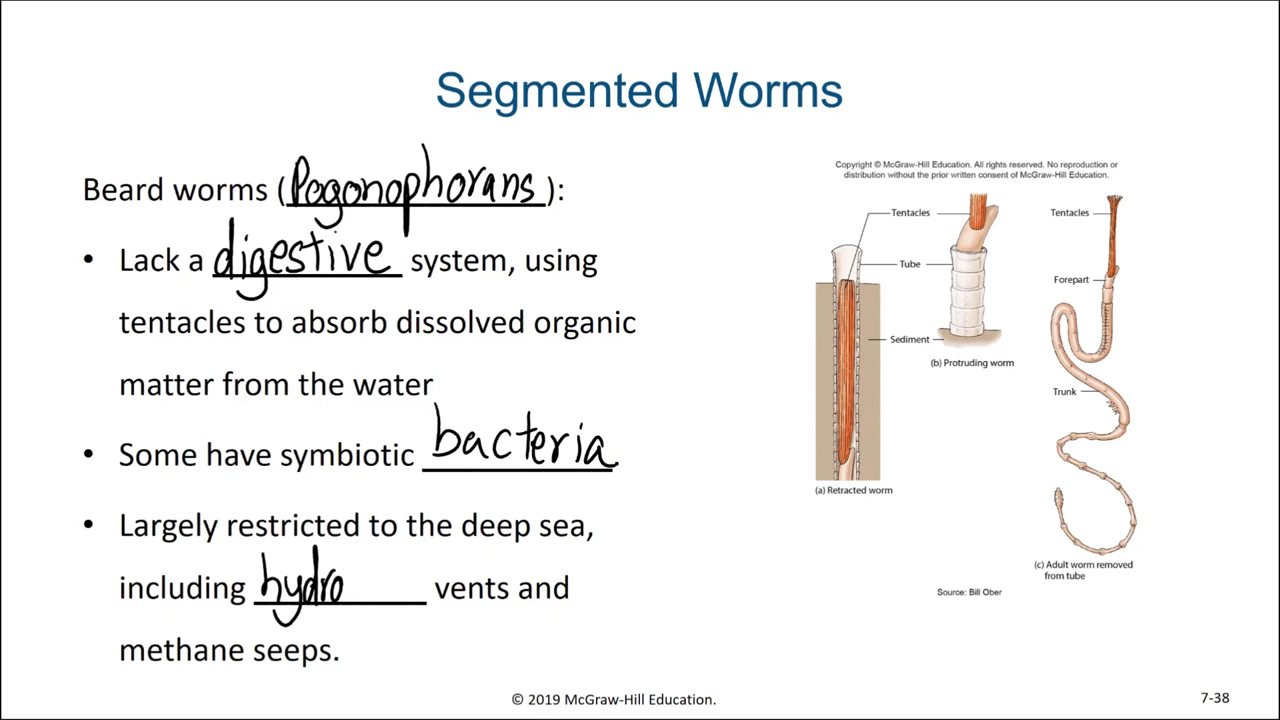 Segmented Worms
Beard worms (Pogonophorans):
• Lack a digestive system, using
tentacles to absorb dissolved organic
matter from the water
• Some have symbiotic bacteria.
• Largely restricted to the deep sea,
including hydro vents and
methane seeps.
Copyright © McGraw-Hill Education. All rights reserved. No reproduction or
distribution without the prior written consent of McGraw-Hill Education.
Tentacles
Tube
Sediment
(a) Retracted worm
(b) Protruding worm
Tentacles
Forepart
Trunk
(c) Adult worm removed
from tube
Source: Bill Ober
© 2019 McGraw-Hill Education.
7-38